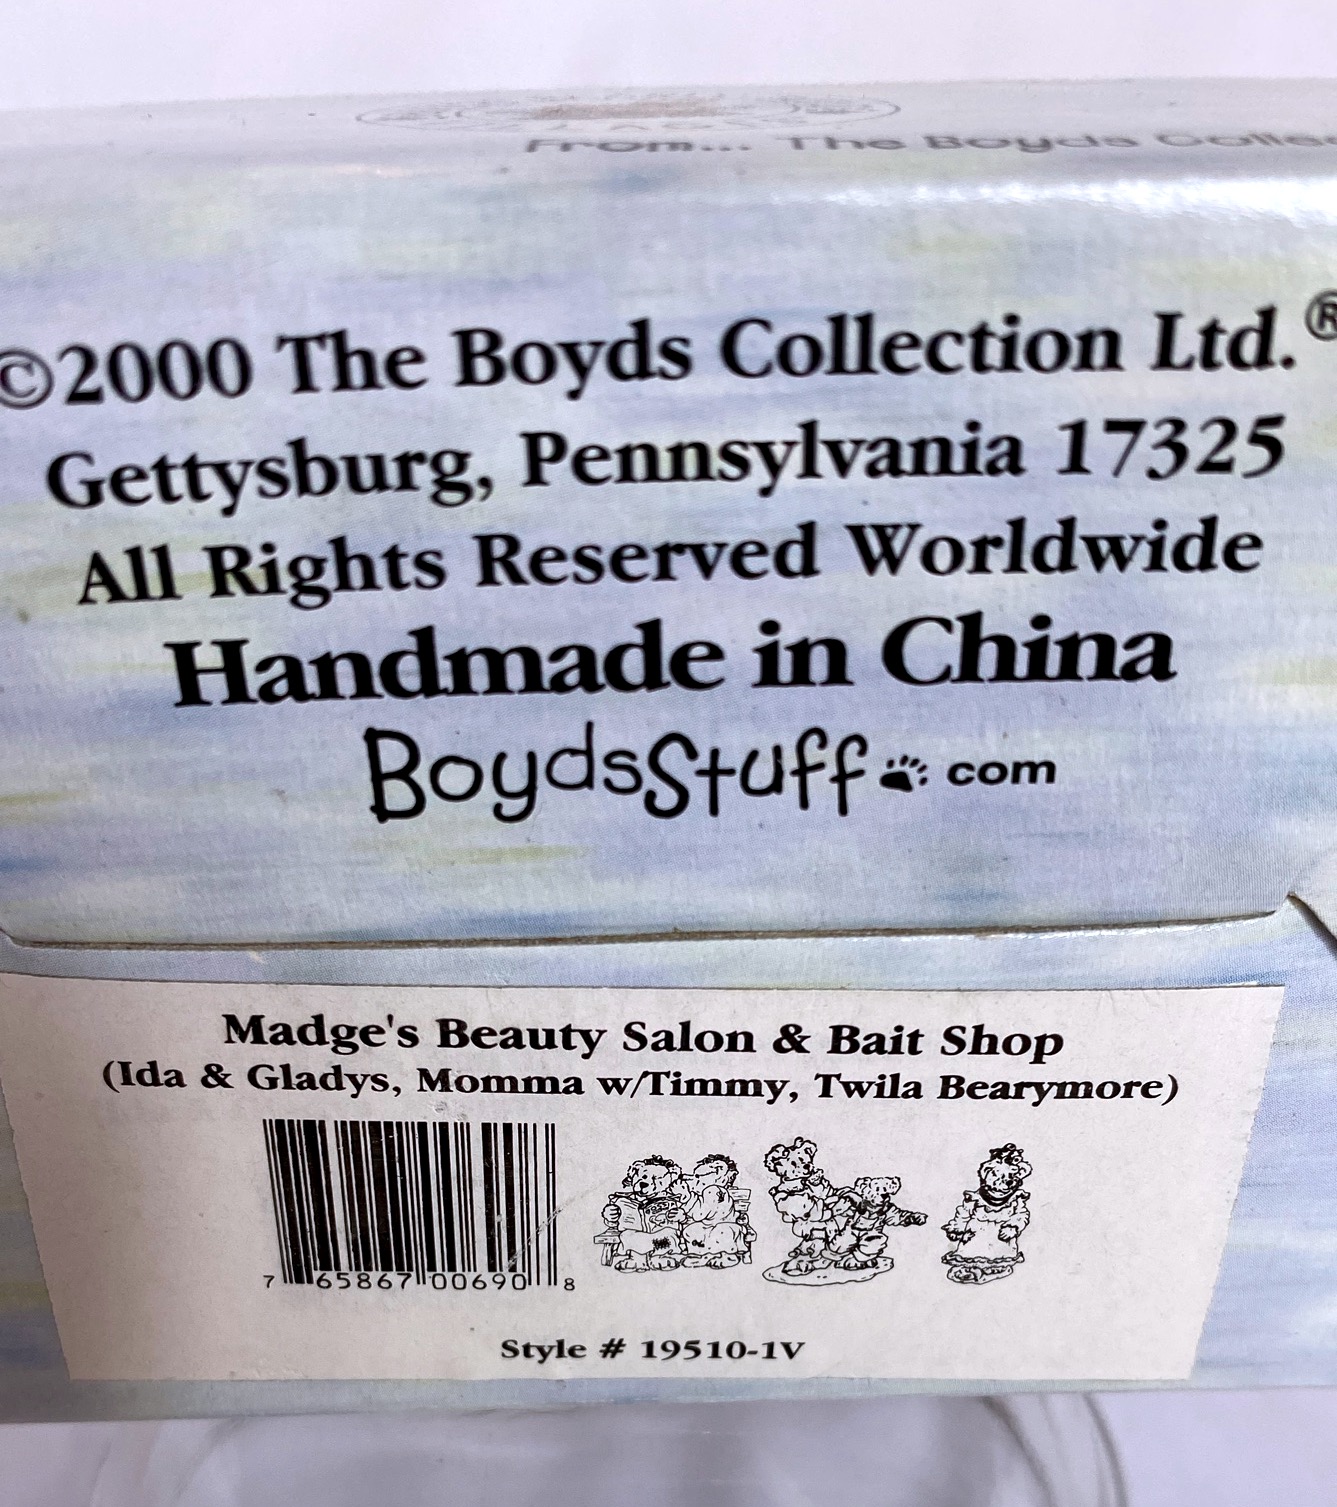 From... The Boyds
©2000 The Boyds Collection Ltd.®
Gettysburg, Pennsylvania 17325
All Rights Reserved Worldwide
Handmade in China
BoydsStuff com
Madge's Beauty Salon & Bait Shop
(Ida & Gladys, Momma w/Timmy, Twila Bearymore)
7 65867 00690 8
Style # 19510-1V